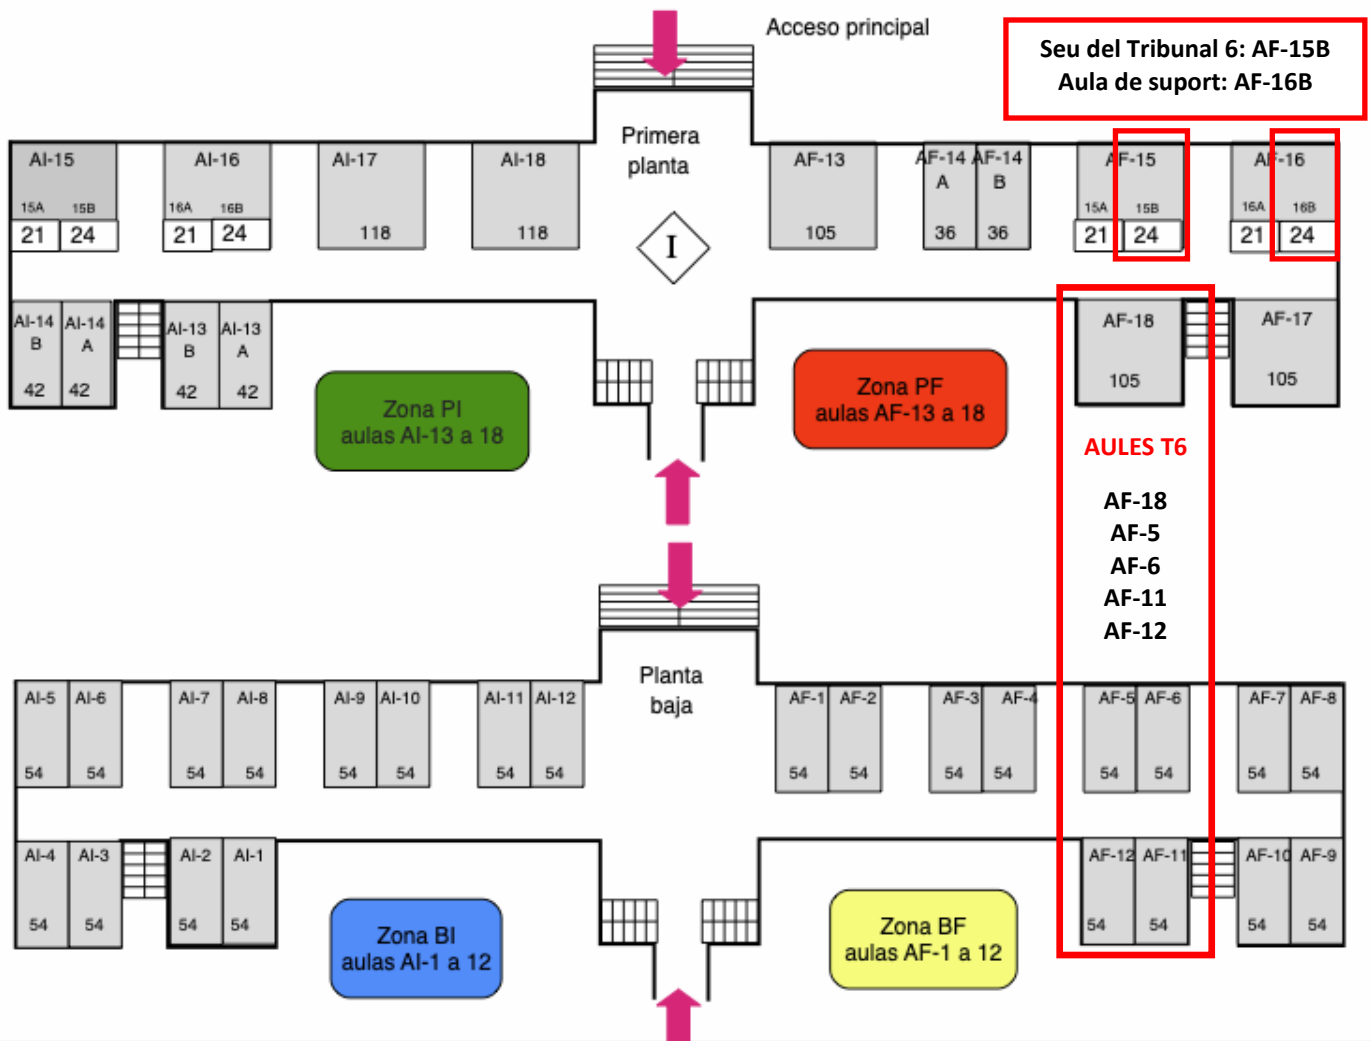 Acceso principal
Seu del Tribunal 6: AF-15B
Aula de suport: AF-16B
Primera
planta
I
AI-15
15A 15B
21 24
AI-16
16A 16B
21 24
AI-17
118
AI-18
118
AF-13
105
AF-14
A
36
AF-14
B
36
AF-15
15A 15B
21 24
AF-16
16A 16B
21 24
AI-14
B
42
AI-14
A
42
AI-13
B
42
AI-13
A
42
AF-18
105
AF-17
105
Zona PI
aulas AI-13 a 18
Zona PF
aulas AF-13 a 18
AULES T6
AF-18
AF-5
AF-6
AF-11
AF-12
Planta
baja
AI-5
54
AI-6
54
AI-7
54
AI-8
54
AI-9
54
AI-10
54
AI-11
54
AI-12
54
AF-1
54
AF-2
54
AF-3
54
AF-4
54
AF-5
54
AF-6
54
AF-7
54
AF-8
54
AI-4
54
AI-3
54
AI-2
54
AI-1
54
AF-12
54
AF-11
54
AF-10
54
AF-9
54
Zona BI
aulas AI-1 a 12
Zona BF
aulas AF-1 a 12